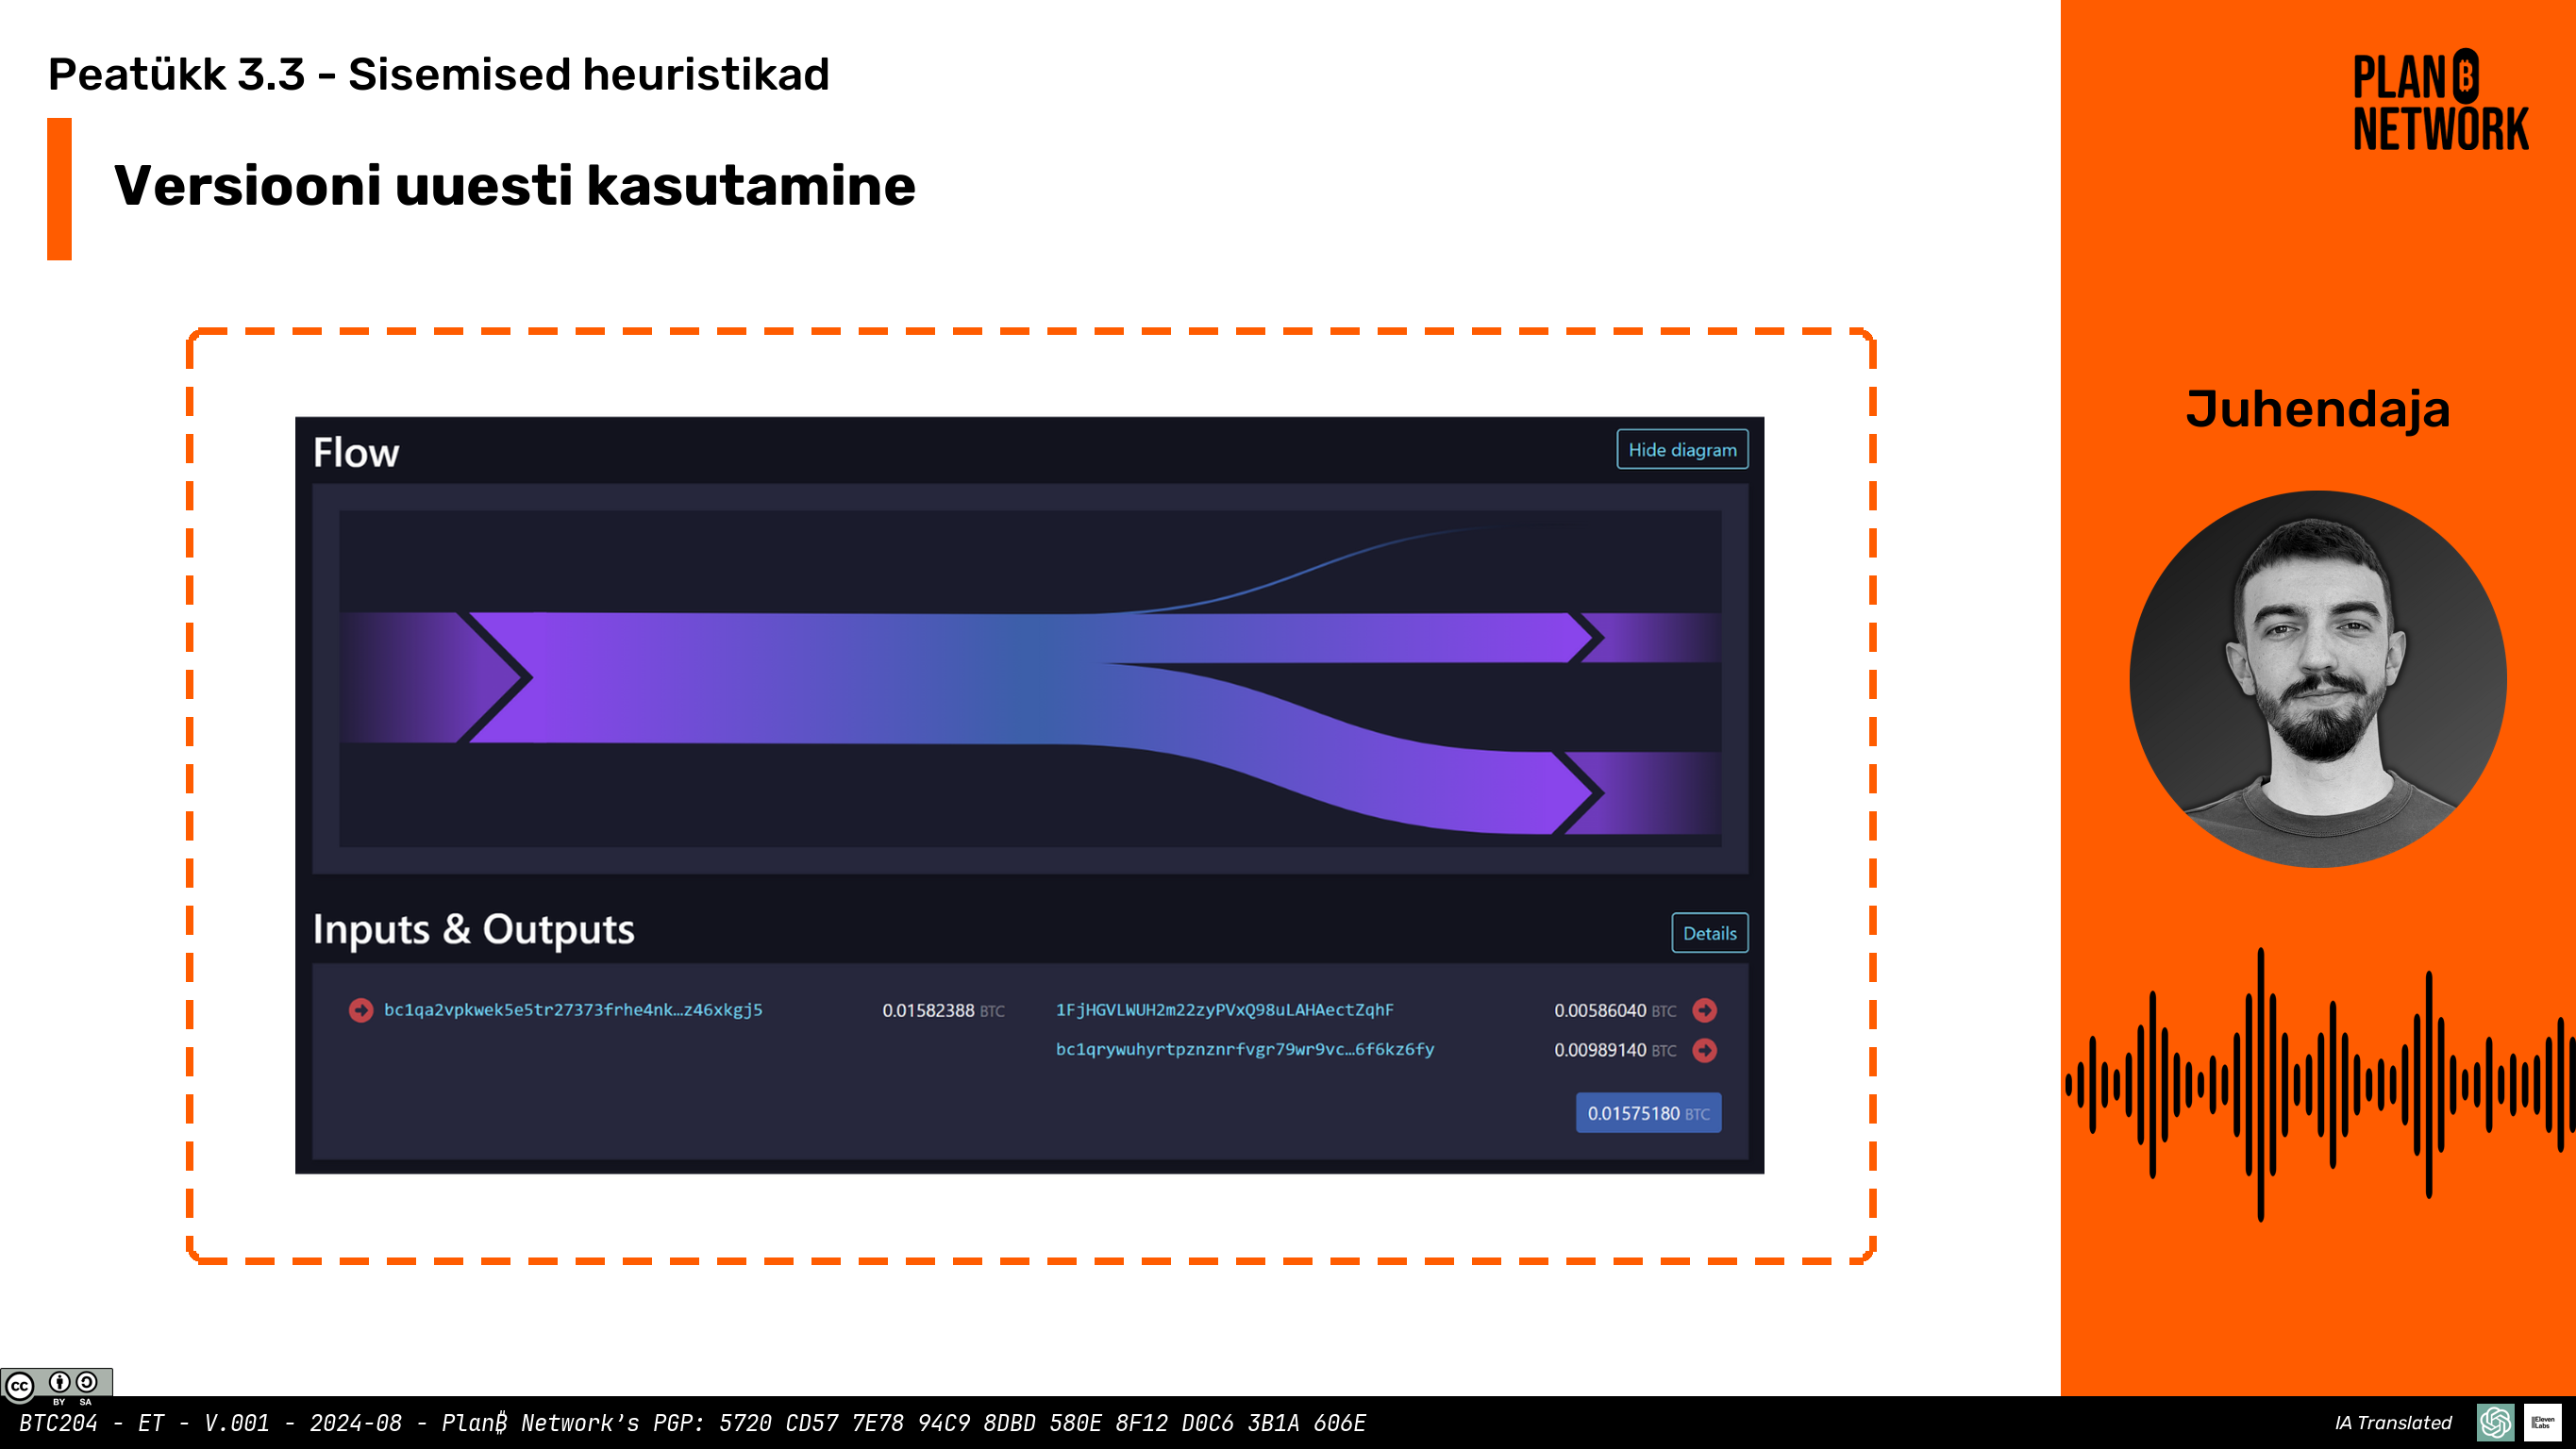 Peatükk 3.3 - Sisemised heuristikad
Versiooni uuesti kasutamine
PLAN B
NETWORK
Juhendaja
Flow
Hide diagram
Inputs & Outputs
Details
bc1qa2vpkwek5e5tr27373frhe4nk…z46xkgj5 0.01582388 BTC
1FjHGVLWUH2m22zyPVxQ98uLAHAectZqhF 0.00586040 BTC
bc1qrywuhyrtpznznrfvgr79wr9vc…6f6kz6fy 0.00989140 BTC
0.01575180 BTC
cc BY SA
BTC204 - ET - V.001 - 2024-08 - Plan₿ Network’s PGP: 5720 CD57 7E78 94C9 8DBD 580E 8F12 D0C6 3B1A 606E
IA Translated
ElevenLabs